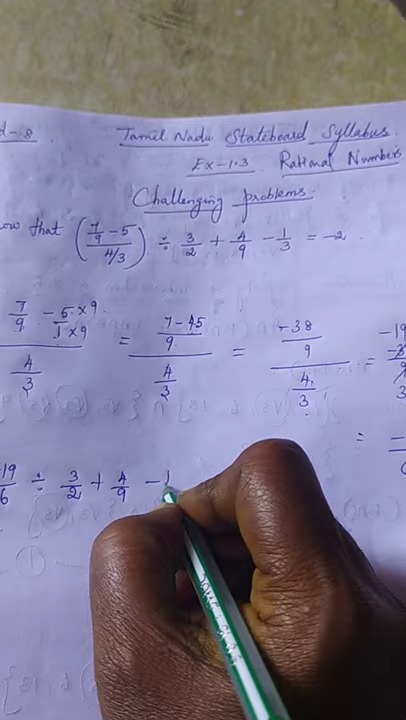 Tamil Nadu Stateboard Syllabus.
Ex-1.3 Rational Numbers
Challenging problems.
ow that ((7/9 - 5)/(4/3)) ÷ 3/2 + 4/9 - 1/3 = -2
(7/9 - 5×9/1×9)/(4/3) = ((7-45)/9)/(4/3) = (-38/9)/(4/3) = -19
=
-19/6 ÷ 3/2 + 4/9 - 1